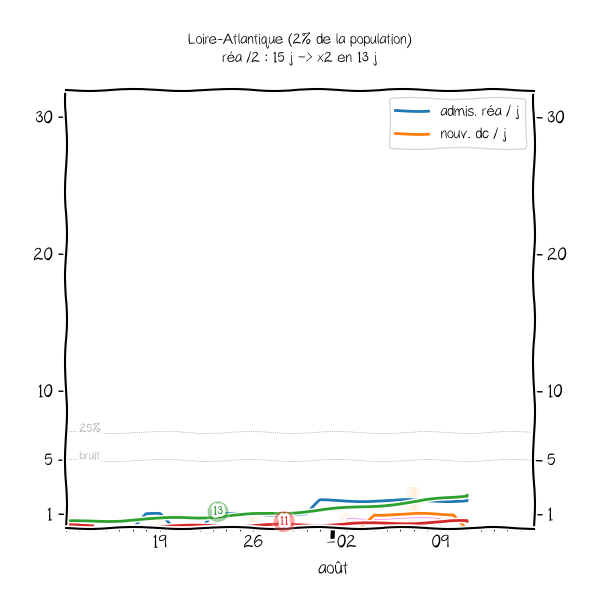 Loire-Atlantique (2% de la population)
réa /2 : 15 j -> x2 en 13 j
admis. réa / j
nouv. dc / j
30
30
20
20
10
10
25%
5
5
bruit
1
1
13
11
19
26
02
09
août